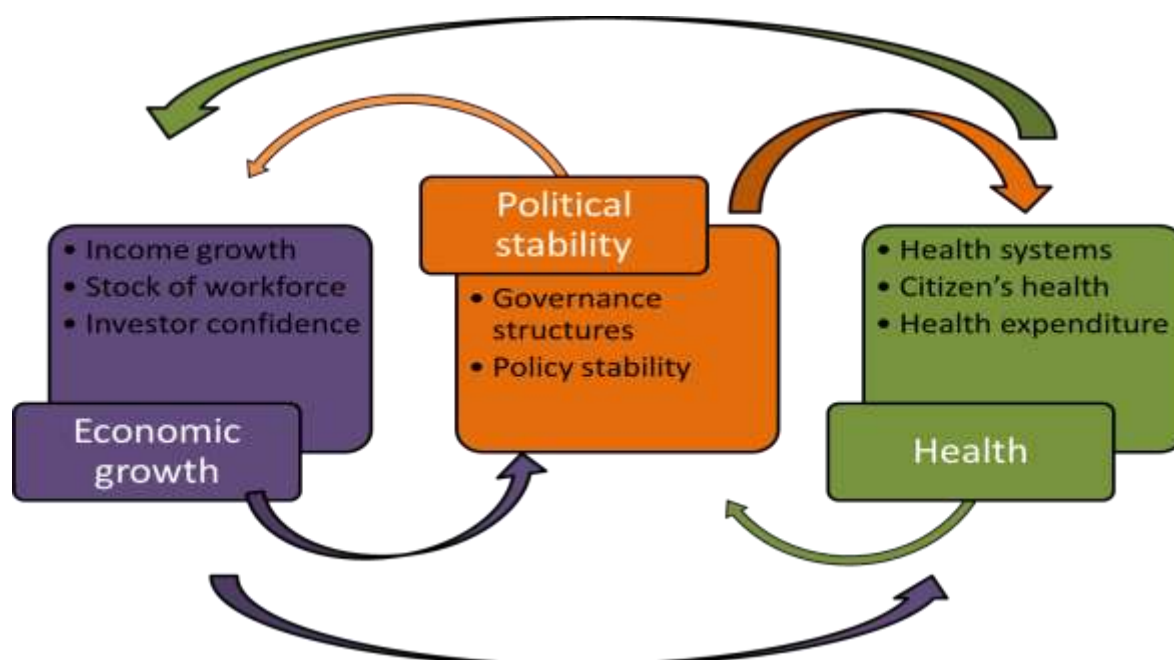 • Income growth
• Stock of workforce
• Investor confidence
Economic
growth
Political
stability
• Governance
structures
• Policy stability
• Health systems
• Citizen's health
• Health expenditure
Health